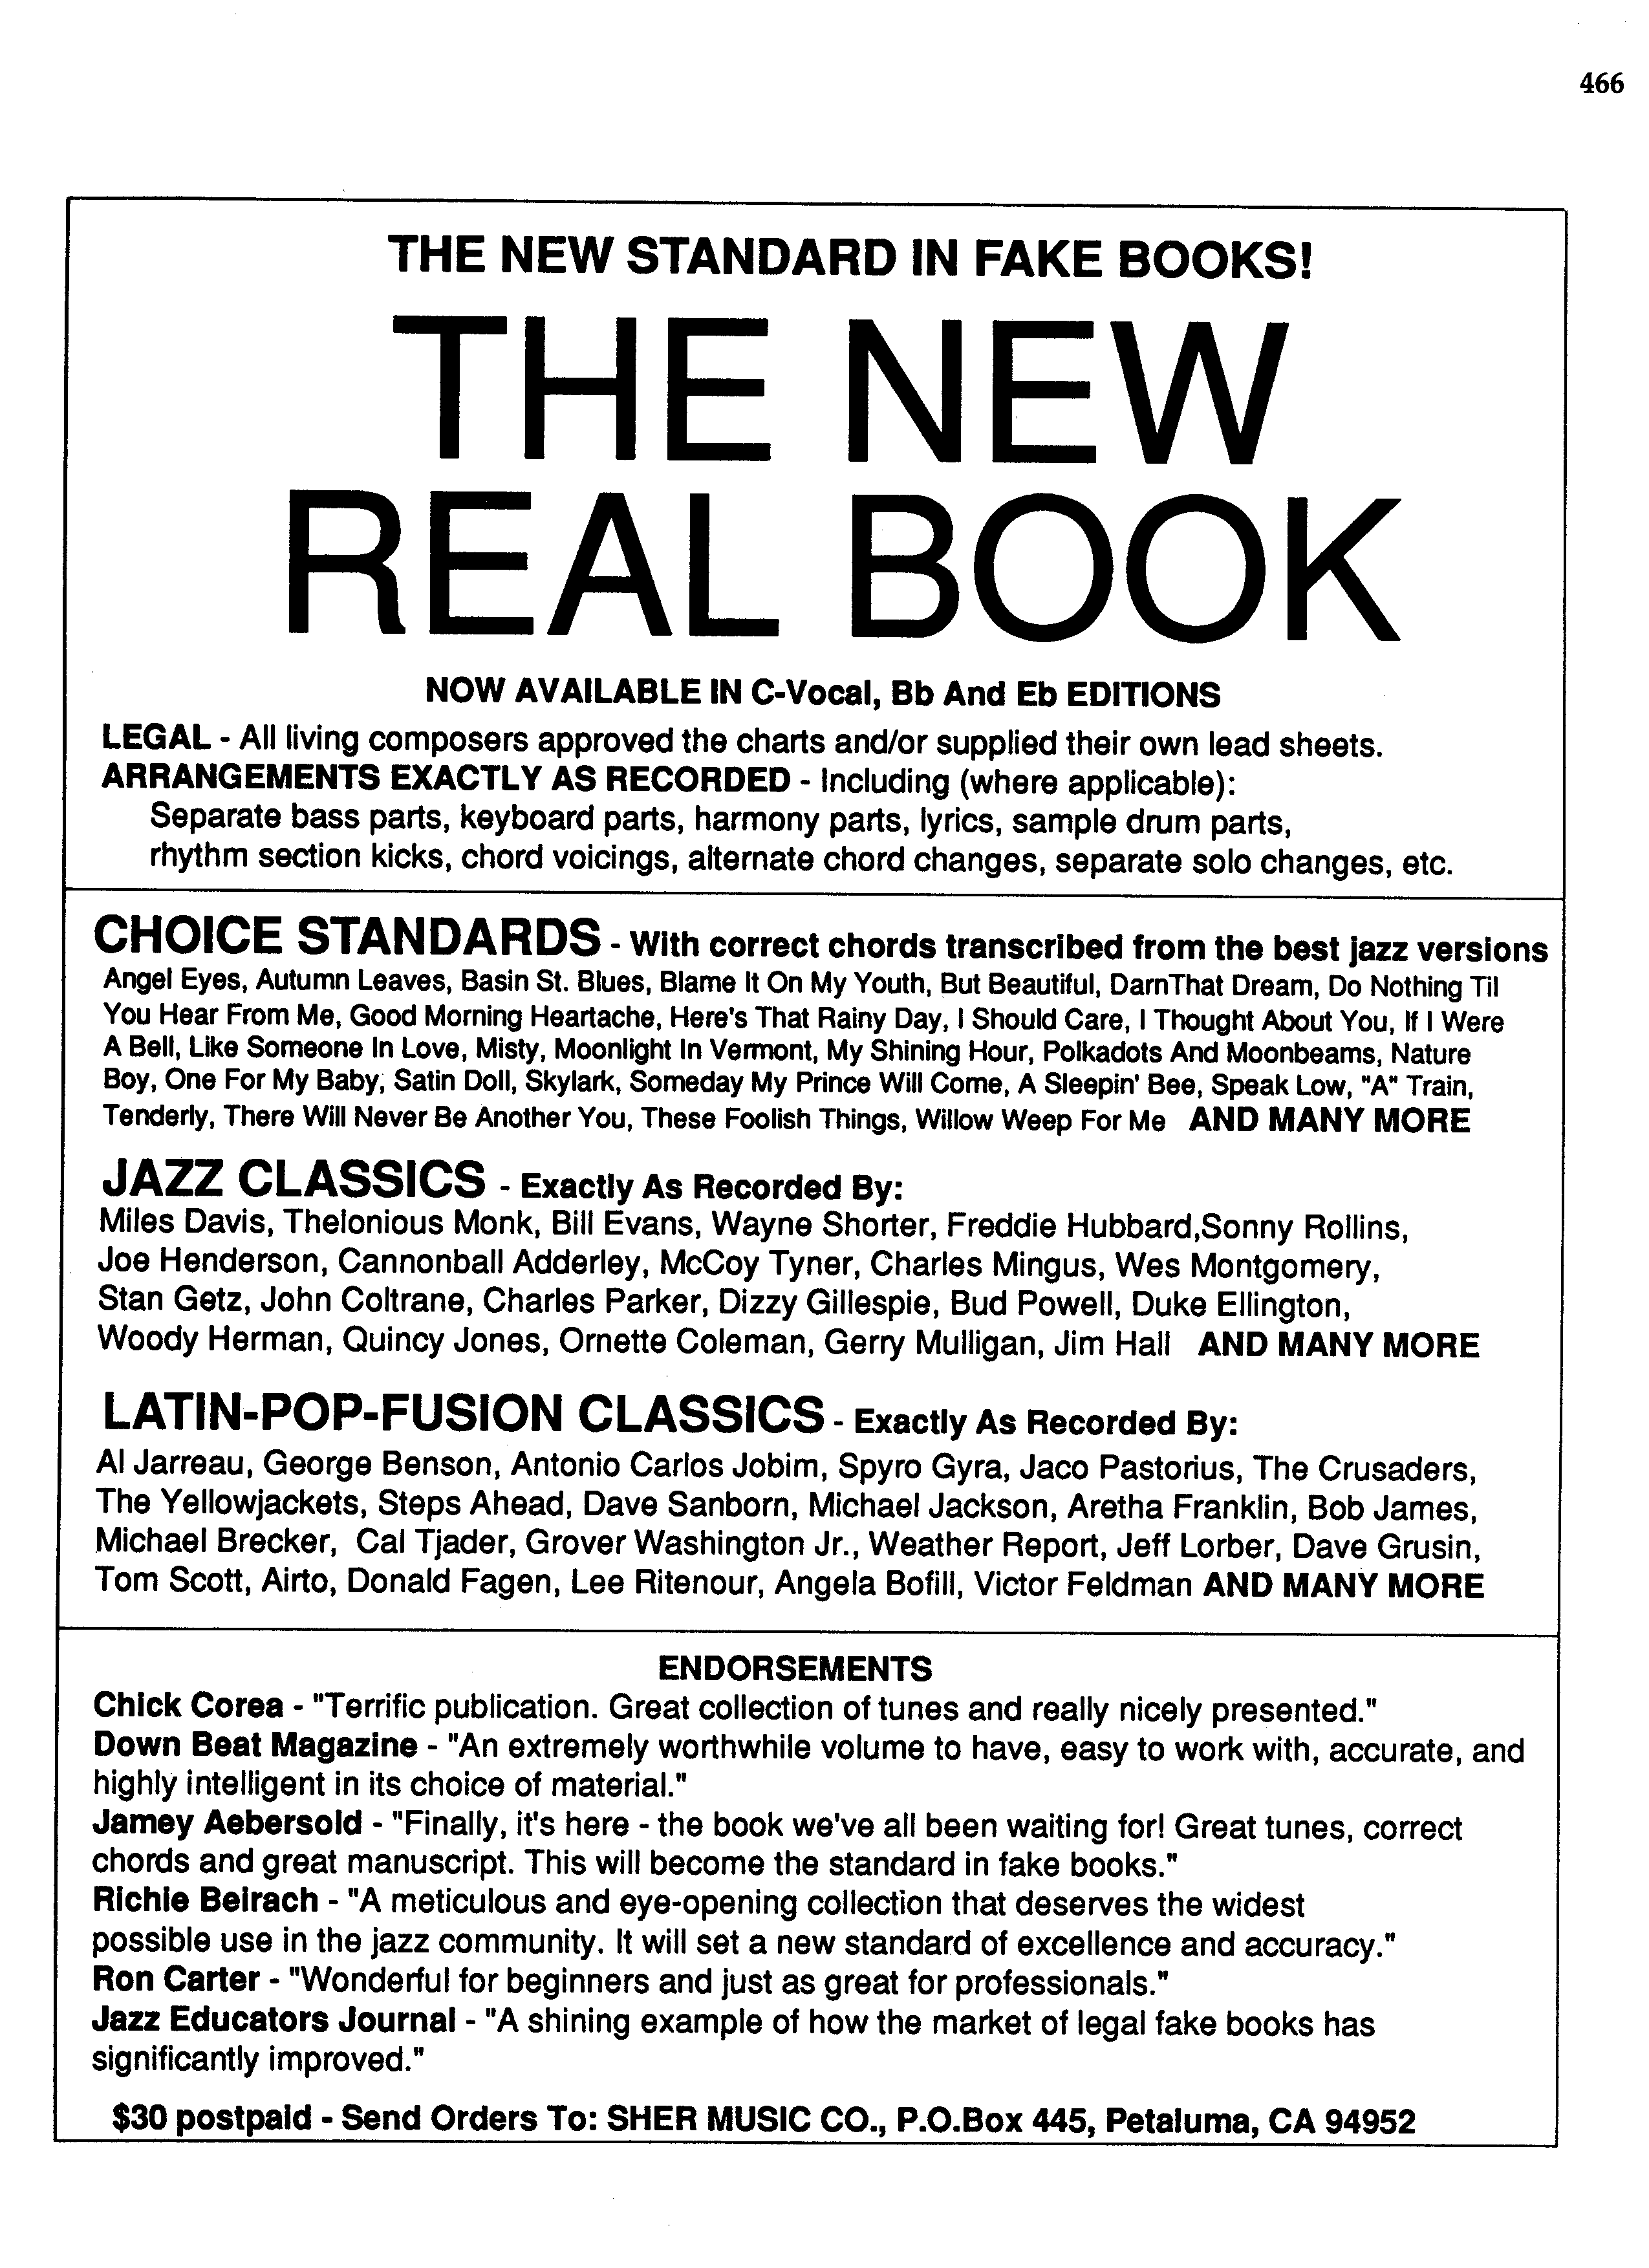 466
THE NEW STANDARD IN FAKE BOOKS!
THE NEW
REAL BOOK
NOW AVAILABLE IN C-Vocal, Bb And Eb EDITIONS
LEGAL - All living composers approved the charts and/or supplied their own lead sheets.
ARRANGEMENTS EXACTLY AS RECORDED - Including (where applicable):
Separate bass parts, keyboard parts, harmony parts, lyrics, sample drum parts,
rhythm section kicks, chord voicings, alternate chord changes, separate solo changes, etc.
CHOICE STANDARDS - With correct chords transcribed from the best jazz versions
Angel Eyes, Autumn Leaves, Basin St. Blues, Blame It On My Youth, But Beautiful, DarnThat Dream, Do Nothing Til
You Hear From Me, Good Morning Heartache, Here's That Rainy Day, I Should Care, I Thought About You, If I Were
A Bell, Like Someone In Love, Misty, Moonlight In Vermont, My Shining Hour, Polkadots And Moonbeams, Nature
Boy, One For My Baby, Satin Doll, Skylark, Someday My Prince Will Come, A Sleepin' Bee, Speak Low, "A" Train,
Tenderly, There Will Never Be Another You, These Foolish Things, Willow Weep For Me AND MANY MORE
JAZZ CLASSICS - Exactly As Recorded By:
Miles Davis, Thelonious Monk, Bill Evans, Wayne Shorter, Freddie Hubbard,Sonny Rollins,
Joe Henderson, Cannonball Adderley, McCoy Tyner, Charles Mingus, Wes Montgomery,
Stan Getz, John Coltrane, Charles Parker, Dizzy Gillespie, Bud Powell, Duke Ellington,
Woody Herman, Quincy Jones, Ornette Coleman, Gerry Mulligan, Jim Hall AND MANY MORE
LATIN-POP-FUSION CLASSICS - Exactly As Recorded By:
Al Jarreau, George Benson, Antonio Carlos Jobim, Spyro Gyra, Jaco Pastorius, The Crusaders,
The Yellowjackets, Steps Ahead, Dave Sanborn, Michael Jackson, Aretha Franklin, Bob James,
Michael Brecker, Cal Tjader, Grover Washington Jr., Weather Report, Jeff Lorber, Dave Grusin,
Tom Scott, Airto, Donald Fagen, Lee Ritenour, Angela Bofill, Victor Feldman AND MANY MORE
ENDORSEMENTS
Chick Corea - "Terrific publication. Great collection of tunes and really nicely presented."
Down Beat Magazine - "An extremely worthwhile volume to have, easy to work with, accurate, and
highly intelligent in its choice of material."
Jamey Aebersold - "Finally, it's here - the book we've all been waiting for! Great tunes, correct
chords and great manuscript. This will become the standard in fake books."
Richie Beirach - "A meticulous and eye-opening collection that deserves the widest
possible use in the jazz community. It will set a new standard of excellence and accuracy."
Ron Carter - "Wonderful for beginners and just as great for professionals."
Jazz Educators Journal - "A shining example of how the market of legal fake books has
significantly improved."
$30 postpaid - Send Orders To: SHER MUSIC CO., P.O.Box 445, Petaluma, CA 94952